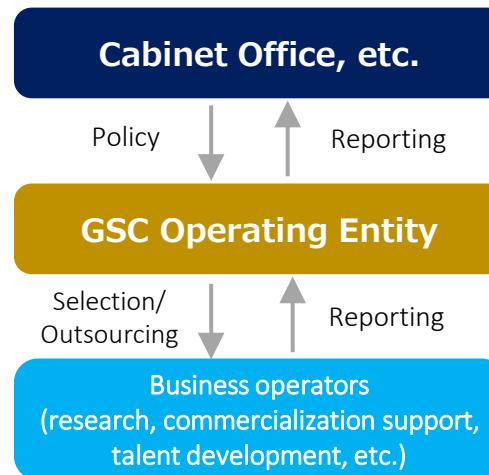 Cabinet Office, etc.
Policy
Reporting
GSC Operating Entity
Selection/
Outsourcing
Reporting
Business operators
(research, commercialization support,
talent development, etc.)